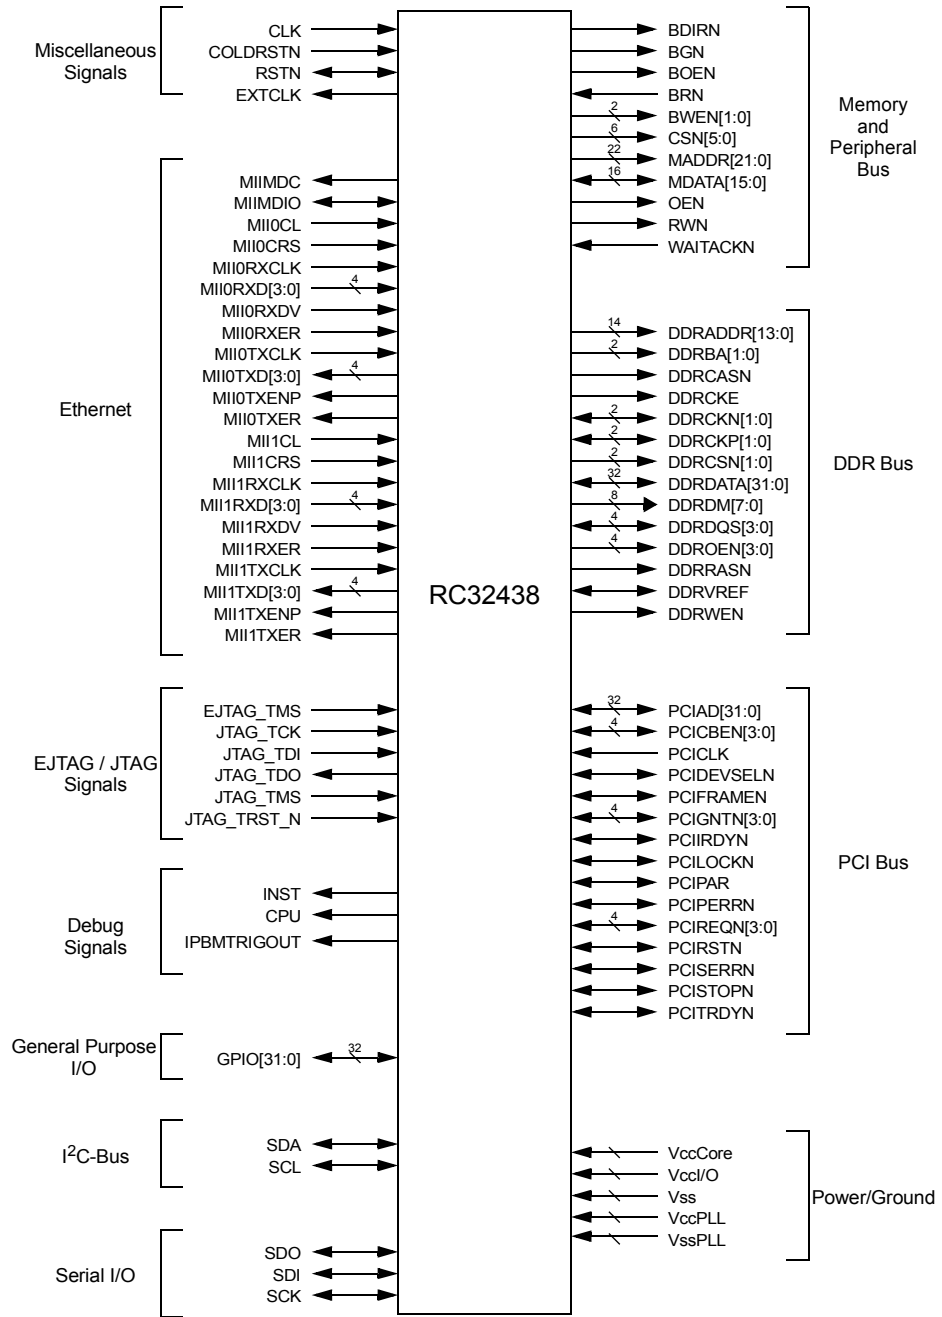 Miscellaneous
Signals
CLK
COLDRSTN
RSTN
EXTCLK
Ethernet
MIIMDC
MIIMDIO
MII0CL
MII0CRS
MII0RXCLK
MII0RXD[3:0]
4
MII0RXDV
MII0RXER
MII0TXCLK
MII0TXD[3:0]
4
MII0TXENP
MII0TXER
MII1CL
MII1CRS
MII1RXCLK
MII1RXD[3:0]
4
MII1RXDV
MII1RXER
MII1TXCLK
MII1TXD[3:0]
4
MII1TXENP
MII1TXER
EJTAG / JTAG
Signals
EJTAG_TMS
JTAG_TCK
JTAG_TDI
JTAG_TDO
JTAG_TMS
JTAG_TRST_N
Debug
Signals
INST
CPU
IPBMTRIGOUT
General Purpose
I/O
GPIO[31:0]
32
I2C-Bus
SDA
SCL
Serial I/O
SDO
SDI
SCK
RC32438
BDIRN
BGN
BOEN
BRN
2
BWEN[1:0]
6
CSN[5:0]
22
MADDR[21:0]
16
MDATA[15:0]
OEN
RWN
WAITACKN
Memory
and
Peripheral
Bus
14
DDRADDR[13:0]
2
DDRBA[1:0]
DDRCASN
DDRCKE
2
DDRCKN[1:0]
2
DDRCKP[1:0]
2
DDRCSN[1:0]
32
DDRDATA[31:0]
8
DDRDM[7:0]
4
DDRDQS[3:0]
4
DDROEN[3:0]
DDRRASN
DDRVREF
DDRWEN
DDR Bus
32
PCIAD[31:0]
4
PCICBEN[3:0]
PCICLK
PCIDEVSELN
PCIFRAMEN
4
PCIGNTN[3:0]
PCIIRDYN
PCILOCKN
PCIPAR
PCIPERRN
4
PCIREQN[3:0]
PCIRSTN
PCISERRN
PCISTOPN
PCITRDYN
PCI Bus
VccCore
VccI/O
Vss
VccPLL
VssPLL
Power/Ground